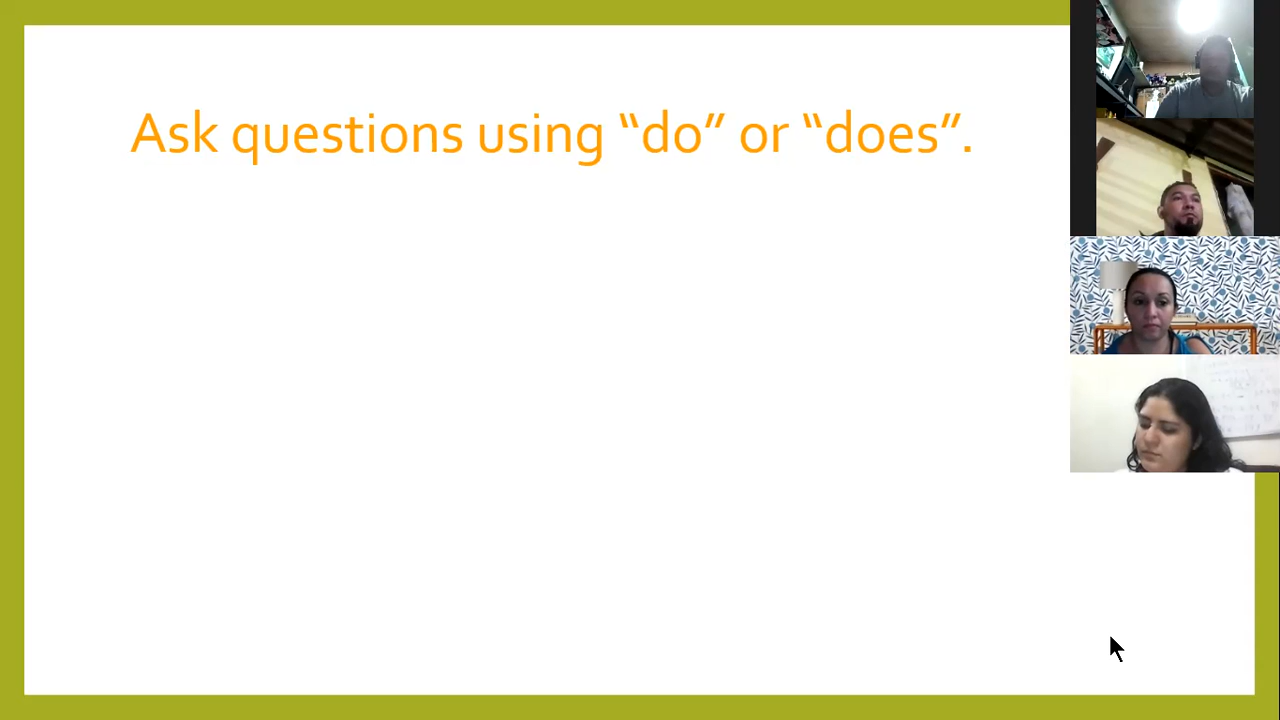 Ask questions using “do” or “does”.